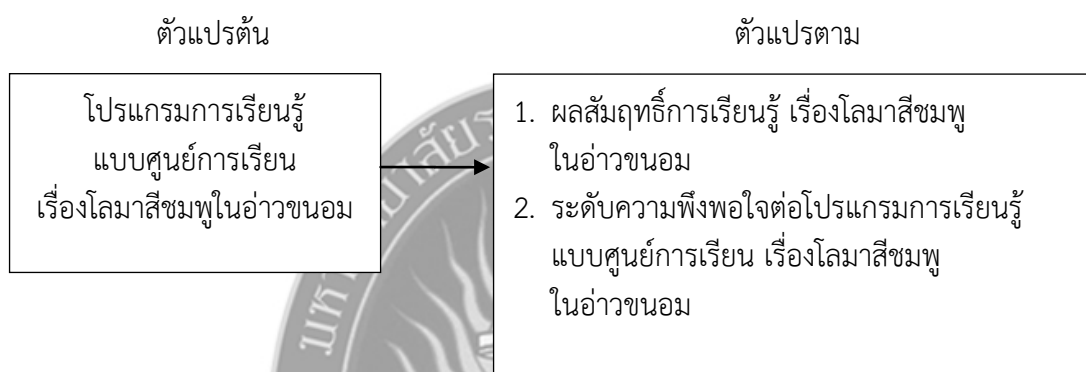 ตัวแปรต้น
ตัวแปรตาม
โปรแกรมการเรียนรู้
แบบศูนย์การเรียน
เรื่องโลมาสีชมพูในอ่าวขนอม
1. ผลสัมฤทธิ์การเรียนรู้ เรื่องโลมาสีชมพู
ในอ่าวขนอม
2. ระดับความพึงพอใจต่อโปรแกรมการเรียนรู้
แบบศูนย์การเรียน เรื่องโลมาสีชมพู
ในอ่าวขนอม